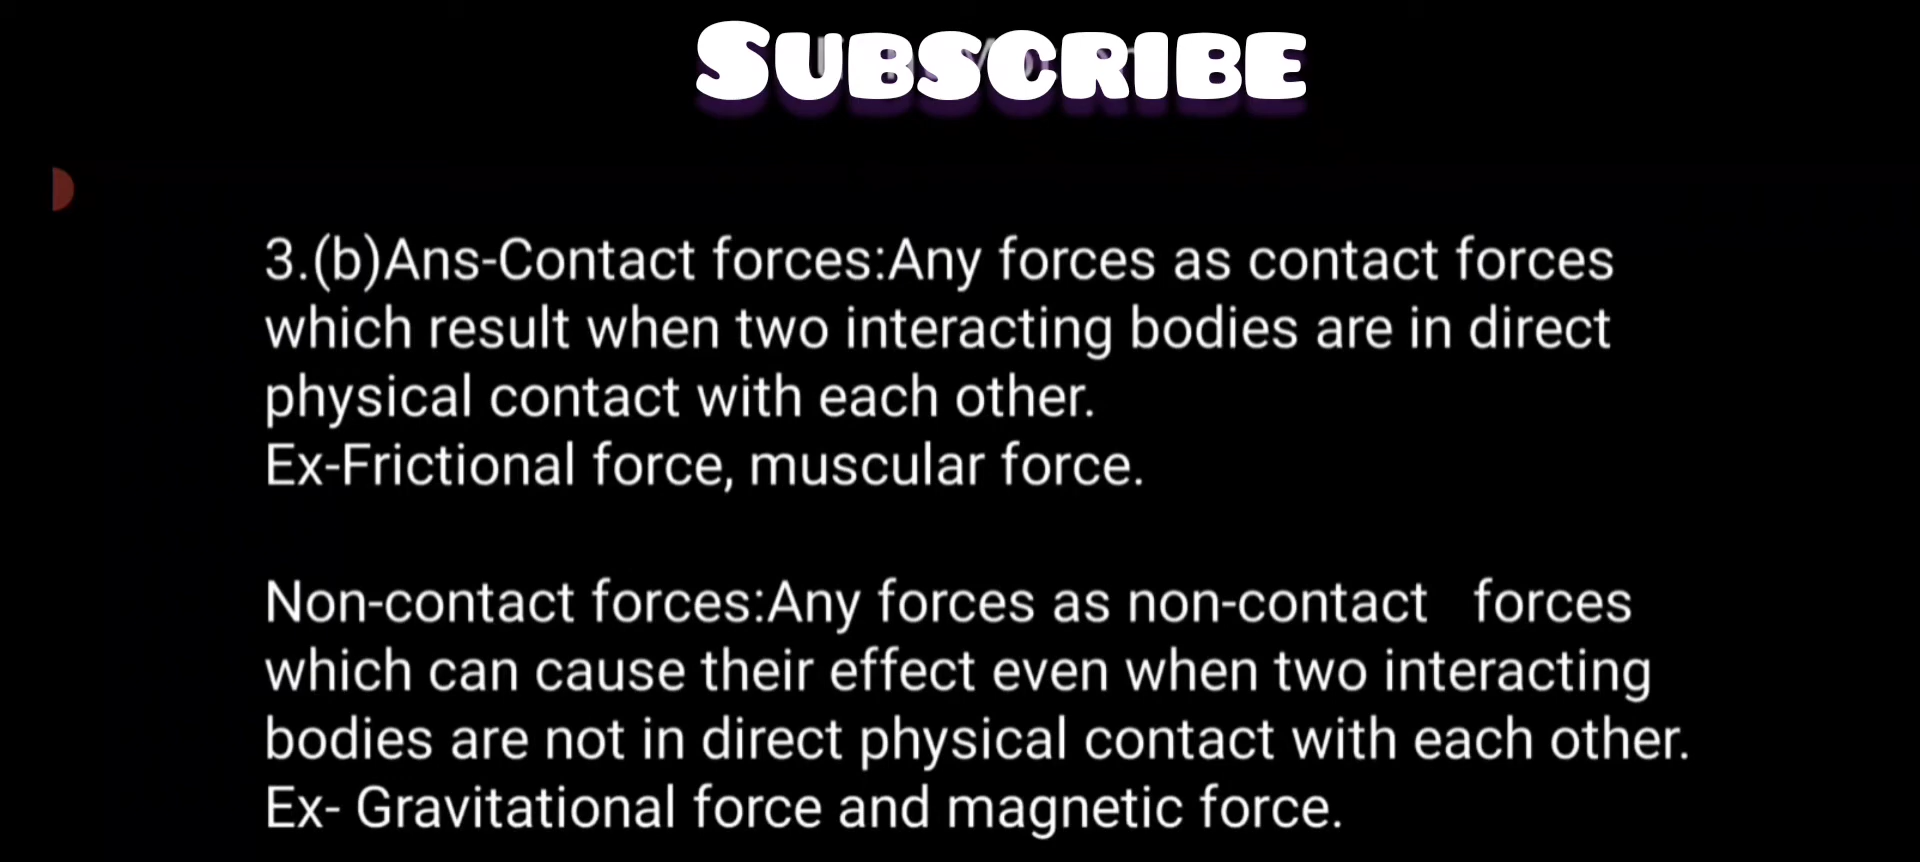 SUBSCRIBE
3.(b)Ans-Contact forces:Any forces as contact forces
which result when two interacting bodies are in direct
physical contact with each other.
Ex-Frictional force, muscular force.
Non-contact forces:Any forces as non-contact   forces
which can cause their effect even when two interacting
bodies are not in direct physical contact with each other.
Ex- Gravitational force and magnetic force.